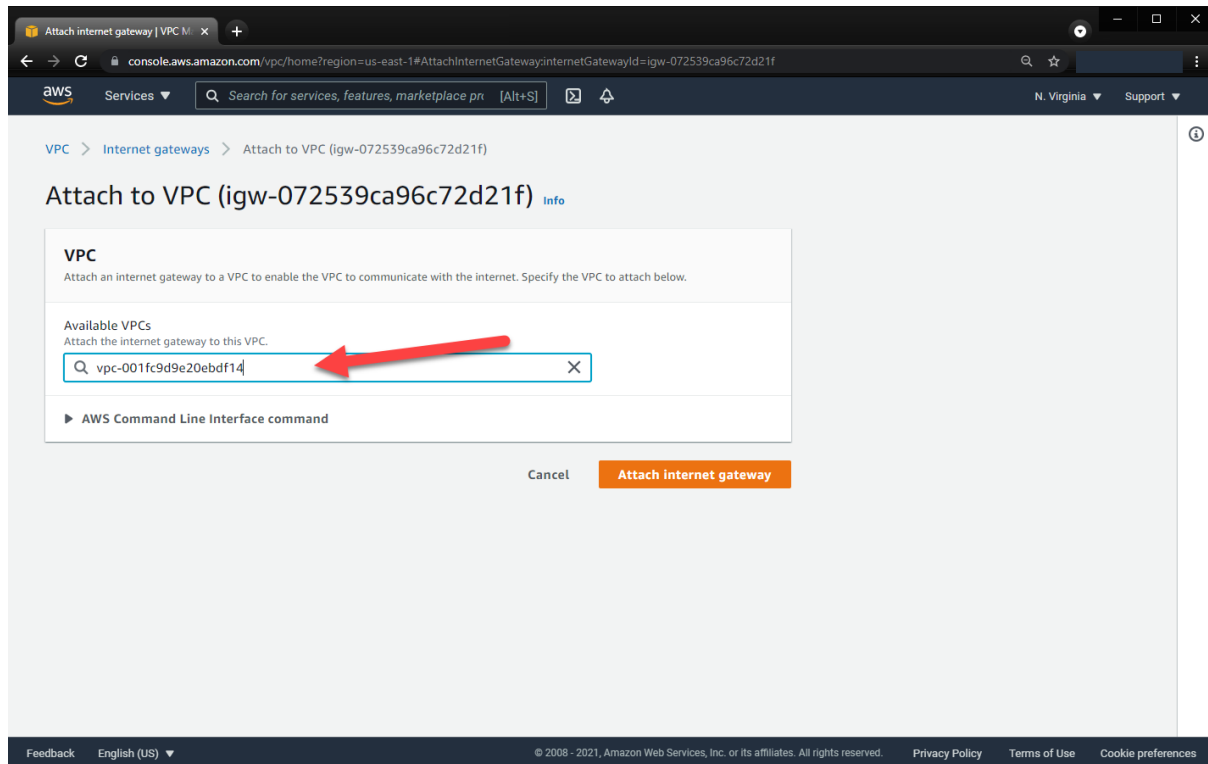 Attach internet gateway | VPC M
console.aws.amazon.com/vpc/home?region=us-east-1#AttachInternetGateway:internetGatewayId=igw-072539ca96c72d21f
aws Services ▼ Search for services, features, marketplace pr [Alt+S] N. Virginia ▼ Support ▼
VPC > Internet gateways > Attach to VPC (igw-072539ca96c72d21f)
Attach to VPC (igw-072539ca96c72d21f) Info
VPC
Attach an internet gateway to a VPC to enable the VPC to communicate with the internet. Specify the VPC to attach below.
Available VPCs
Attach the internet gateway to this VPC.
vpc-001fc9d9e20ebdf14
AWS Command Line Interface command
Cancel Attach internet gateway
Feedback English (US) ▼ © 2008 - 2021, Amazon Web Services, Inc. or its affiliates. All rights reserved. Privacy Policy Terms of Use Cookie preferences